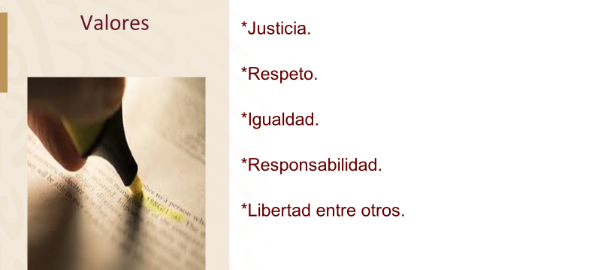 Valores
*Justicia.
*Respeto.
*Igualdad.
*Responsabilidad.
*Libertad entre otros.